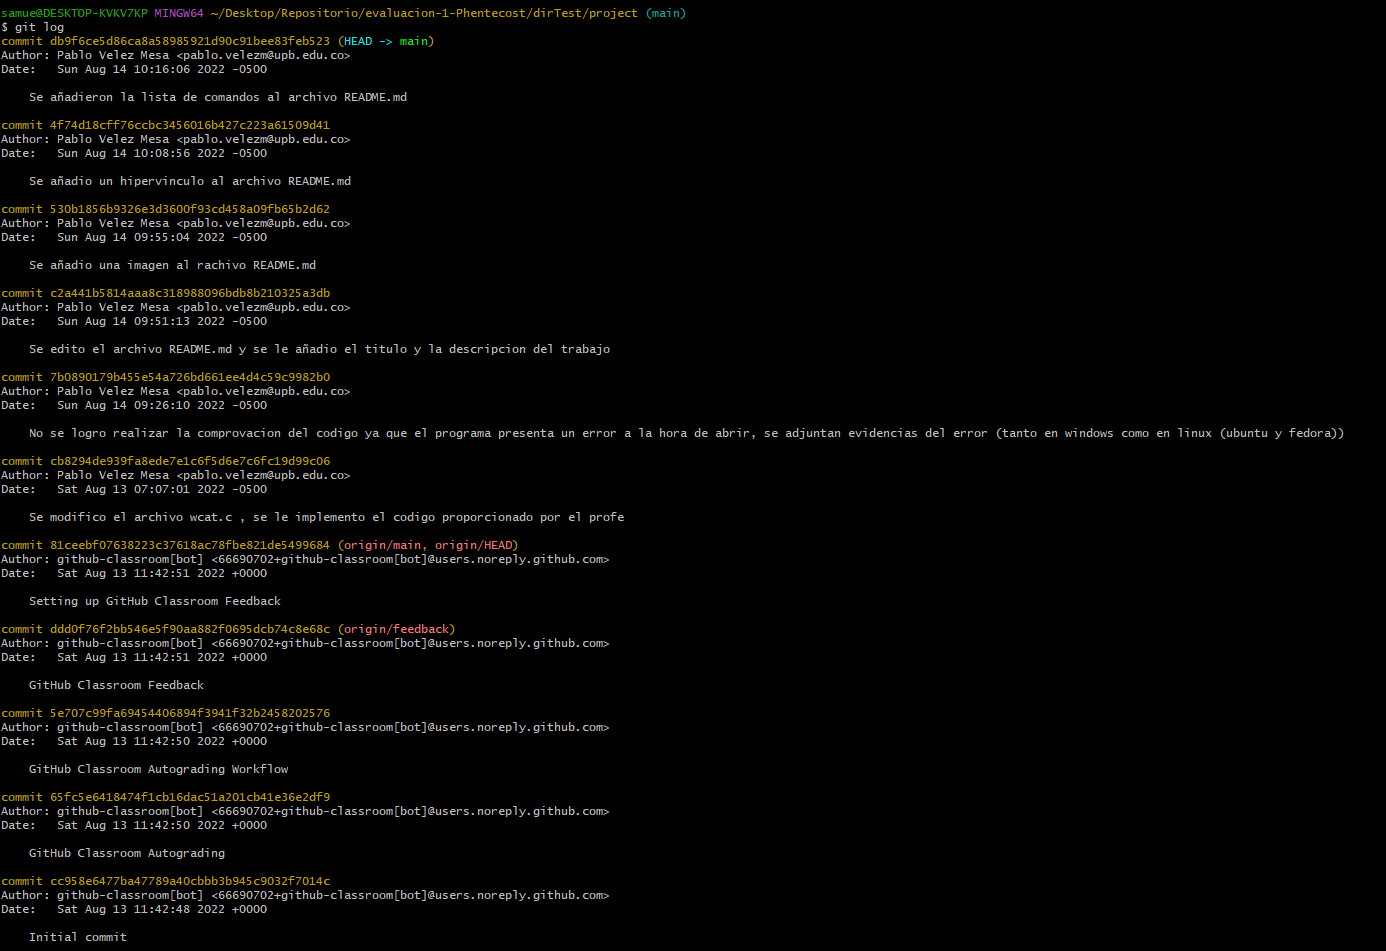 samue@DESKTOP-KVKV7KP MINGW64 ~/Desktop/Repositorio/evaluacion-1-Phentecost/dirTest/project (main)
$ git log
commit db9f6ce5d86ca8a58985921d90c91bee83feb523 (HEAD -> main)
Author: Pablo Velez Mesa <pablo.velezm@upb.edu.co>
Date:   Sun Aug 14 10:16:06 2022 -0500
Se añadieron la lista de comandos al archivo README.md
commit 4f74d18cff76ccbc3456016b427c223a61509d41
Author: Pablo Velez Mesa <pablo.velezm@upb.edu.co>
Date:   Sun Aug 14 10:08:56 2022 -0500
Se añadio un hipervinculo al archivo README.md
commit 530b1856b9326e3d3600f93cd458a09fb65b2d62
Author: Pablo Velez Mesa <pablo.velezm@upb.edu.co>
Date:   Sun Aug 14 09:55:04 2022 -0500
Se añadio una imagen al rachivo README.md
commit c2a441b5814aaa8c318988096bdb8b210325a3db
Author: Pablo Velez Mesa <pablo.velezm@upb.edu.co>
Date:   Sun Aug 14 09:51:13 2022 -0500
Se edito el archivo README.md y se le añadio el titulo y la descripcion del trabajo
commit 7b0890179b455e54a726bd661ee4d4c59c9982b0
Author: Pablo Velez Mesa <pablo.velezm@upb.edu.co>
Date:   Sun Aug 14 09:26:10 2022 -0500
No se logro realizar la comprovacion del codigo ya que el programa presenta un error a la hora de abrir, se adjuntan evidencias del error (tanto en windows como en linux (ubuntu y fedora))
commit cb8294de939fa8ede7e1c6f5d6e7c6fc19d99c06
Author: Pablo Velez Mesa <pablo.velezm@upb.edu.co>
Date:   Sat Aug 13 07:07:01 2022 -0500
Se modifico el archivo wcat.c , se le implemento el codigo proporcionado por el profe
commit 81ceebf07638223c37618ac78fbe821de5499684 (origin/main, origin/HEAD)
Author: github-classroom[bot] <66690702+github-classroom[bot]@users.noreply.github.com>
Date:   Sat Aug 13 11:42:51 2022 +0000
Setting up GitHub Classroom Feedback
commit ddd0f76f2bb546e5f90aa882f0695dcb74c8e68c (origin/feedback)
Author: github-classroom[bot] <66690702+github-classroom[bot]@users.noreply.github.com>
Date:   Sat Aug 13 11:42:51 2022 +0000
GitHub Classroom Feedback
commit 5e707c99fa69454406894f3941f32b2458202576
Author: github-classroom[bot] <66690702+github-classroom[bot]@users.noreply.github.com>
Date:   Sat Aug 13 11:42:50 2022 +0000
GitHub Classroom Autograding Workflow
commit 65fc5e6418474f1cb16dac51a201cb41e36e2df9
Author: github-classroom[bot] <66690702+github-classroom[bot]@users.noreply.github.com>
Date:   Sat Aug 13 11:42:50 2022 +0000
GitHub Classroom Autograding
commit cc958e6477ba47789a40cbbb3b945c9032f7014c
Author: github-classroom[bot] <66690702+github-classroom[bot]@users.noreply.github.com>
Date:   Sat Aug 13 11:42:48 2022 +0000
Initial commit